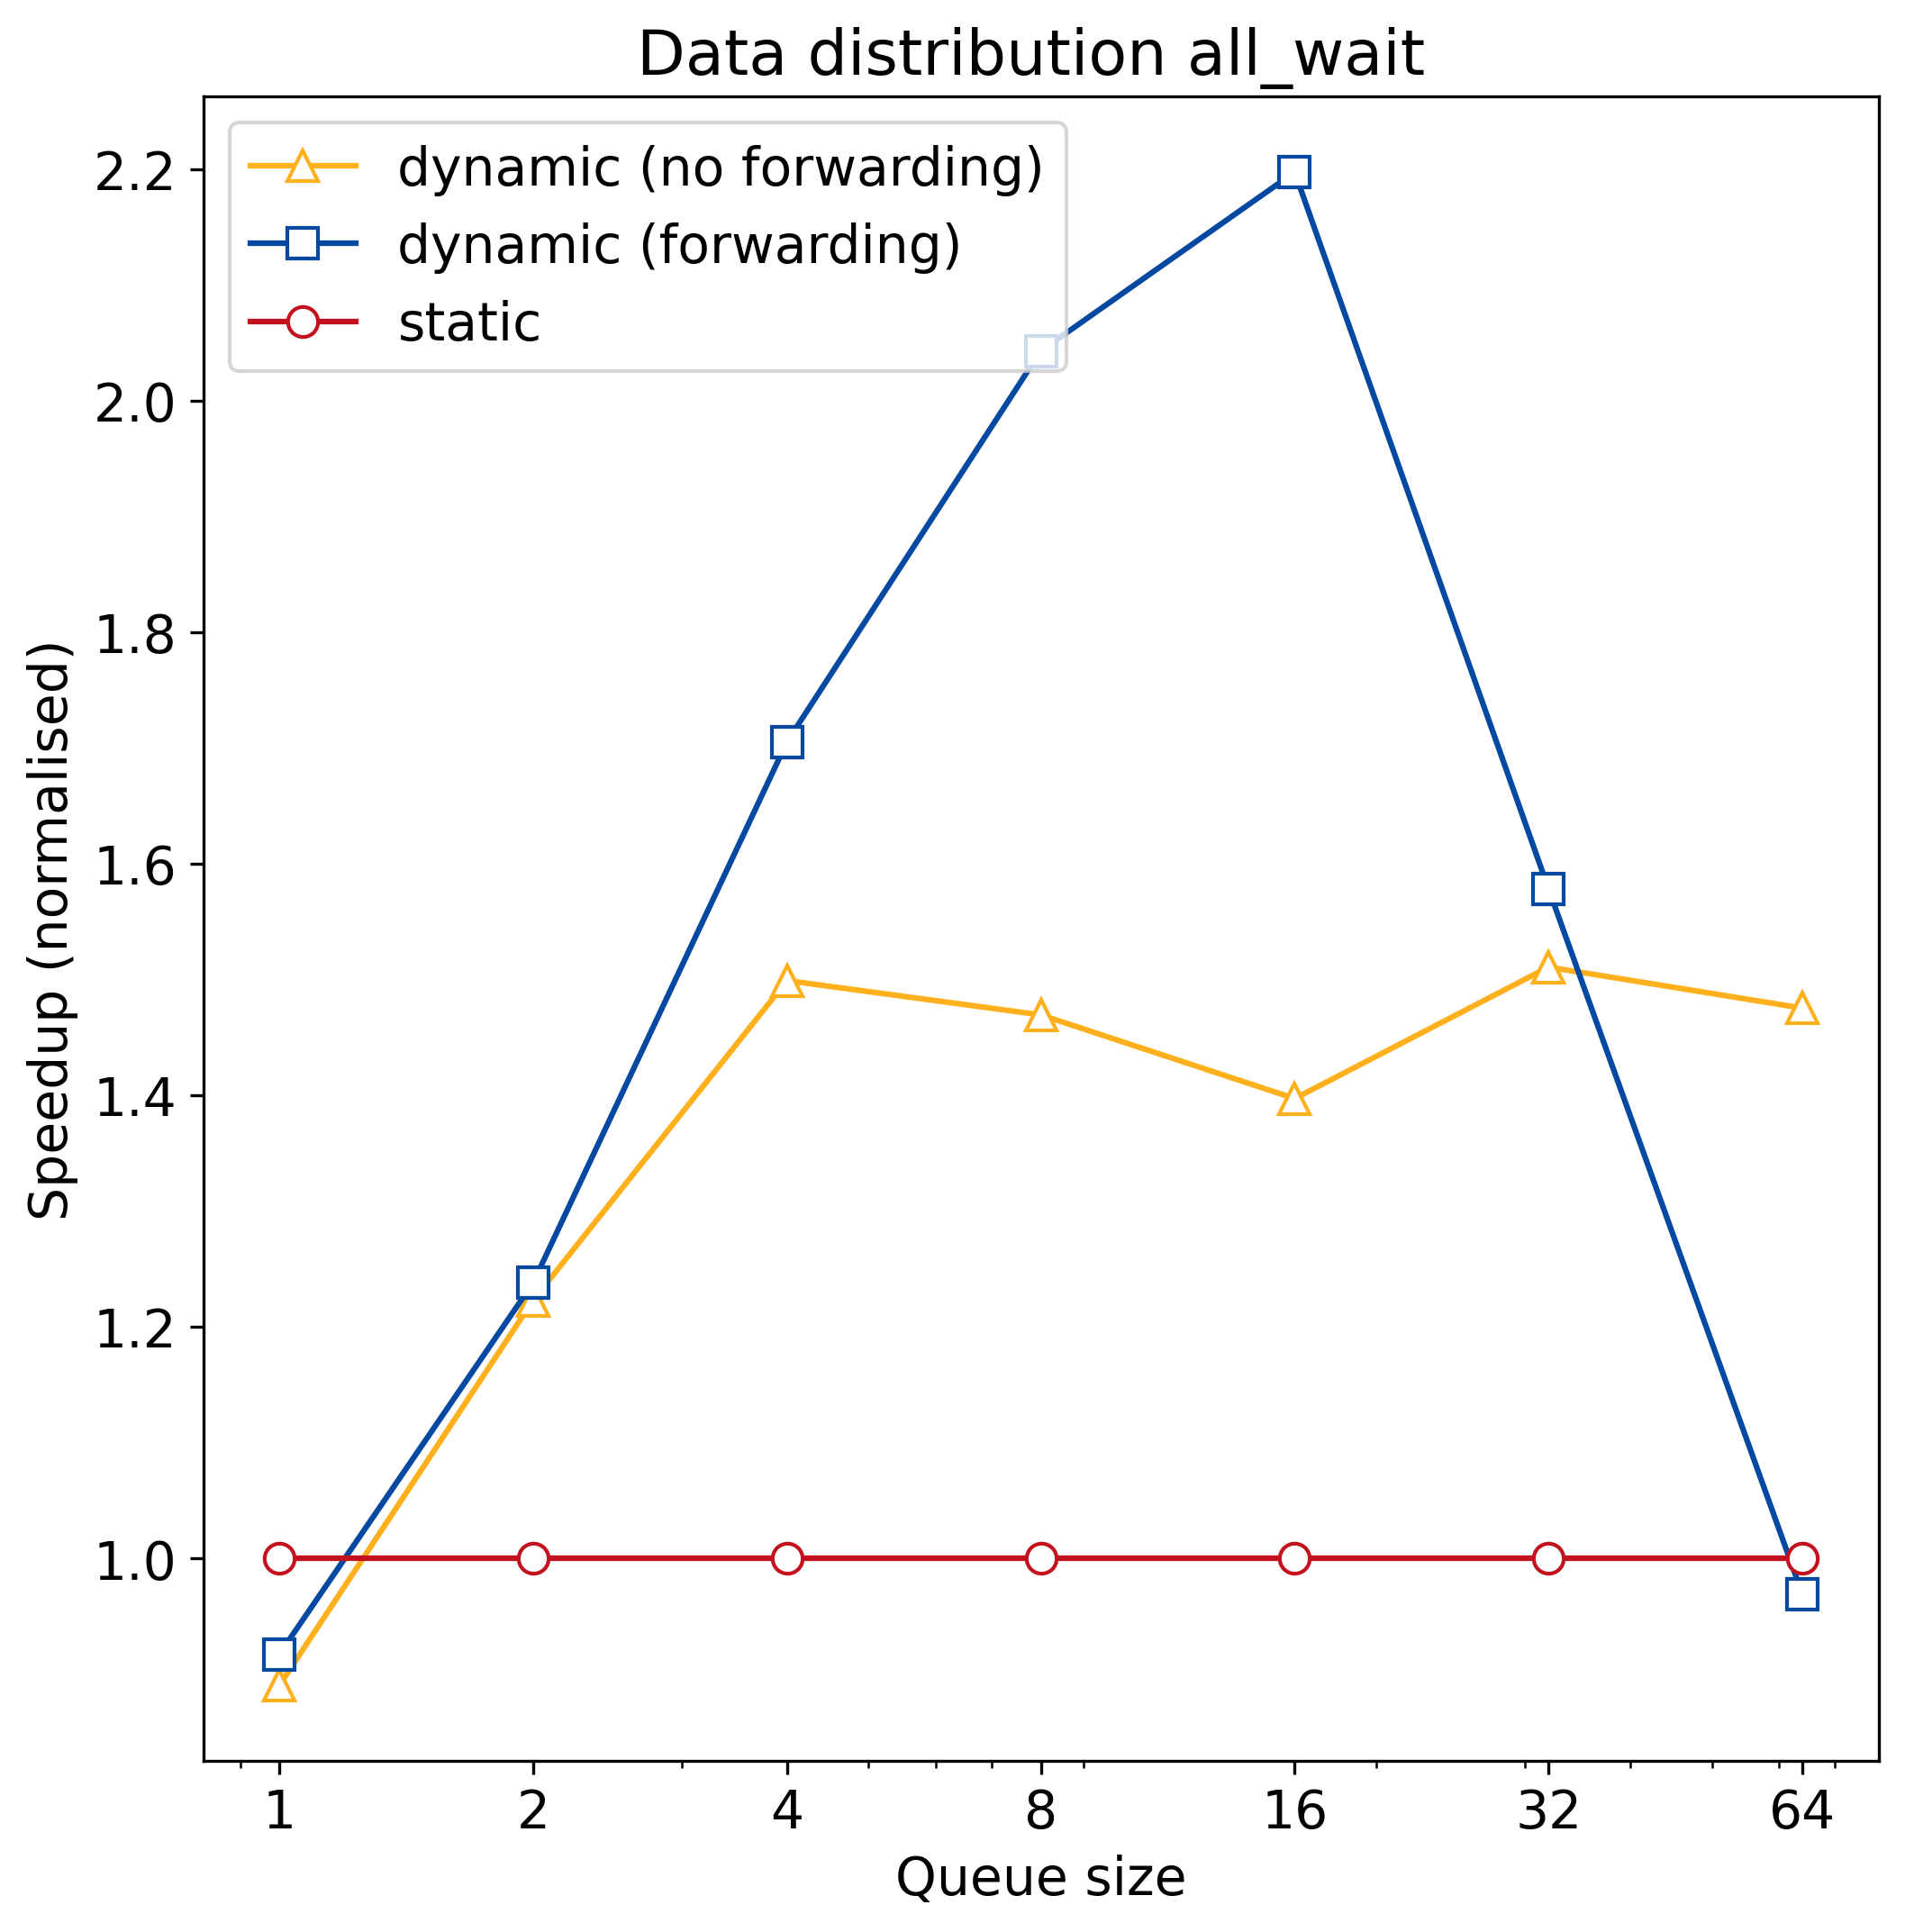 Data distribution all_wait
dynamic (no forwarding)
dynamic (forwarding)
static
Speedup (normalised)
2.2
2.0
1.8
1.6
1.4
1.2
1.0
1 2 4 8 16 32 64
Queue size